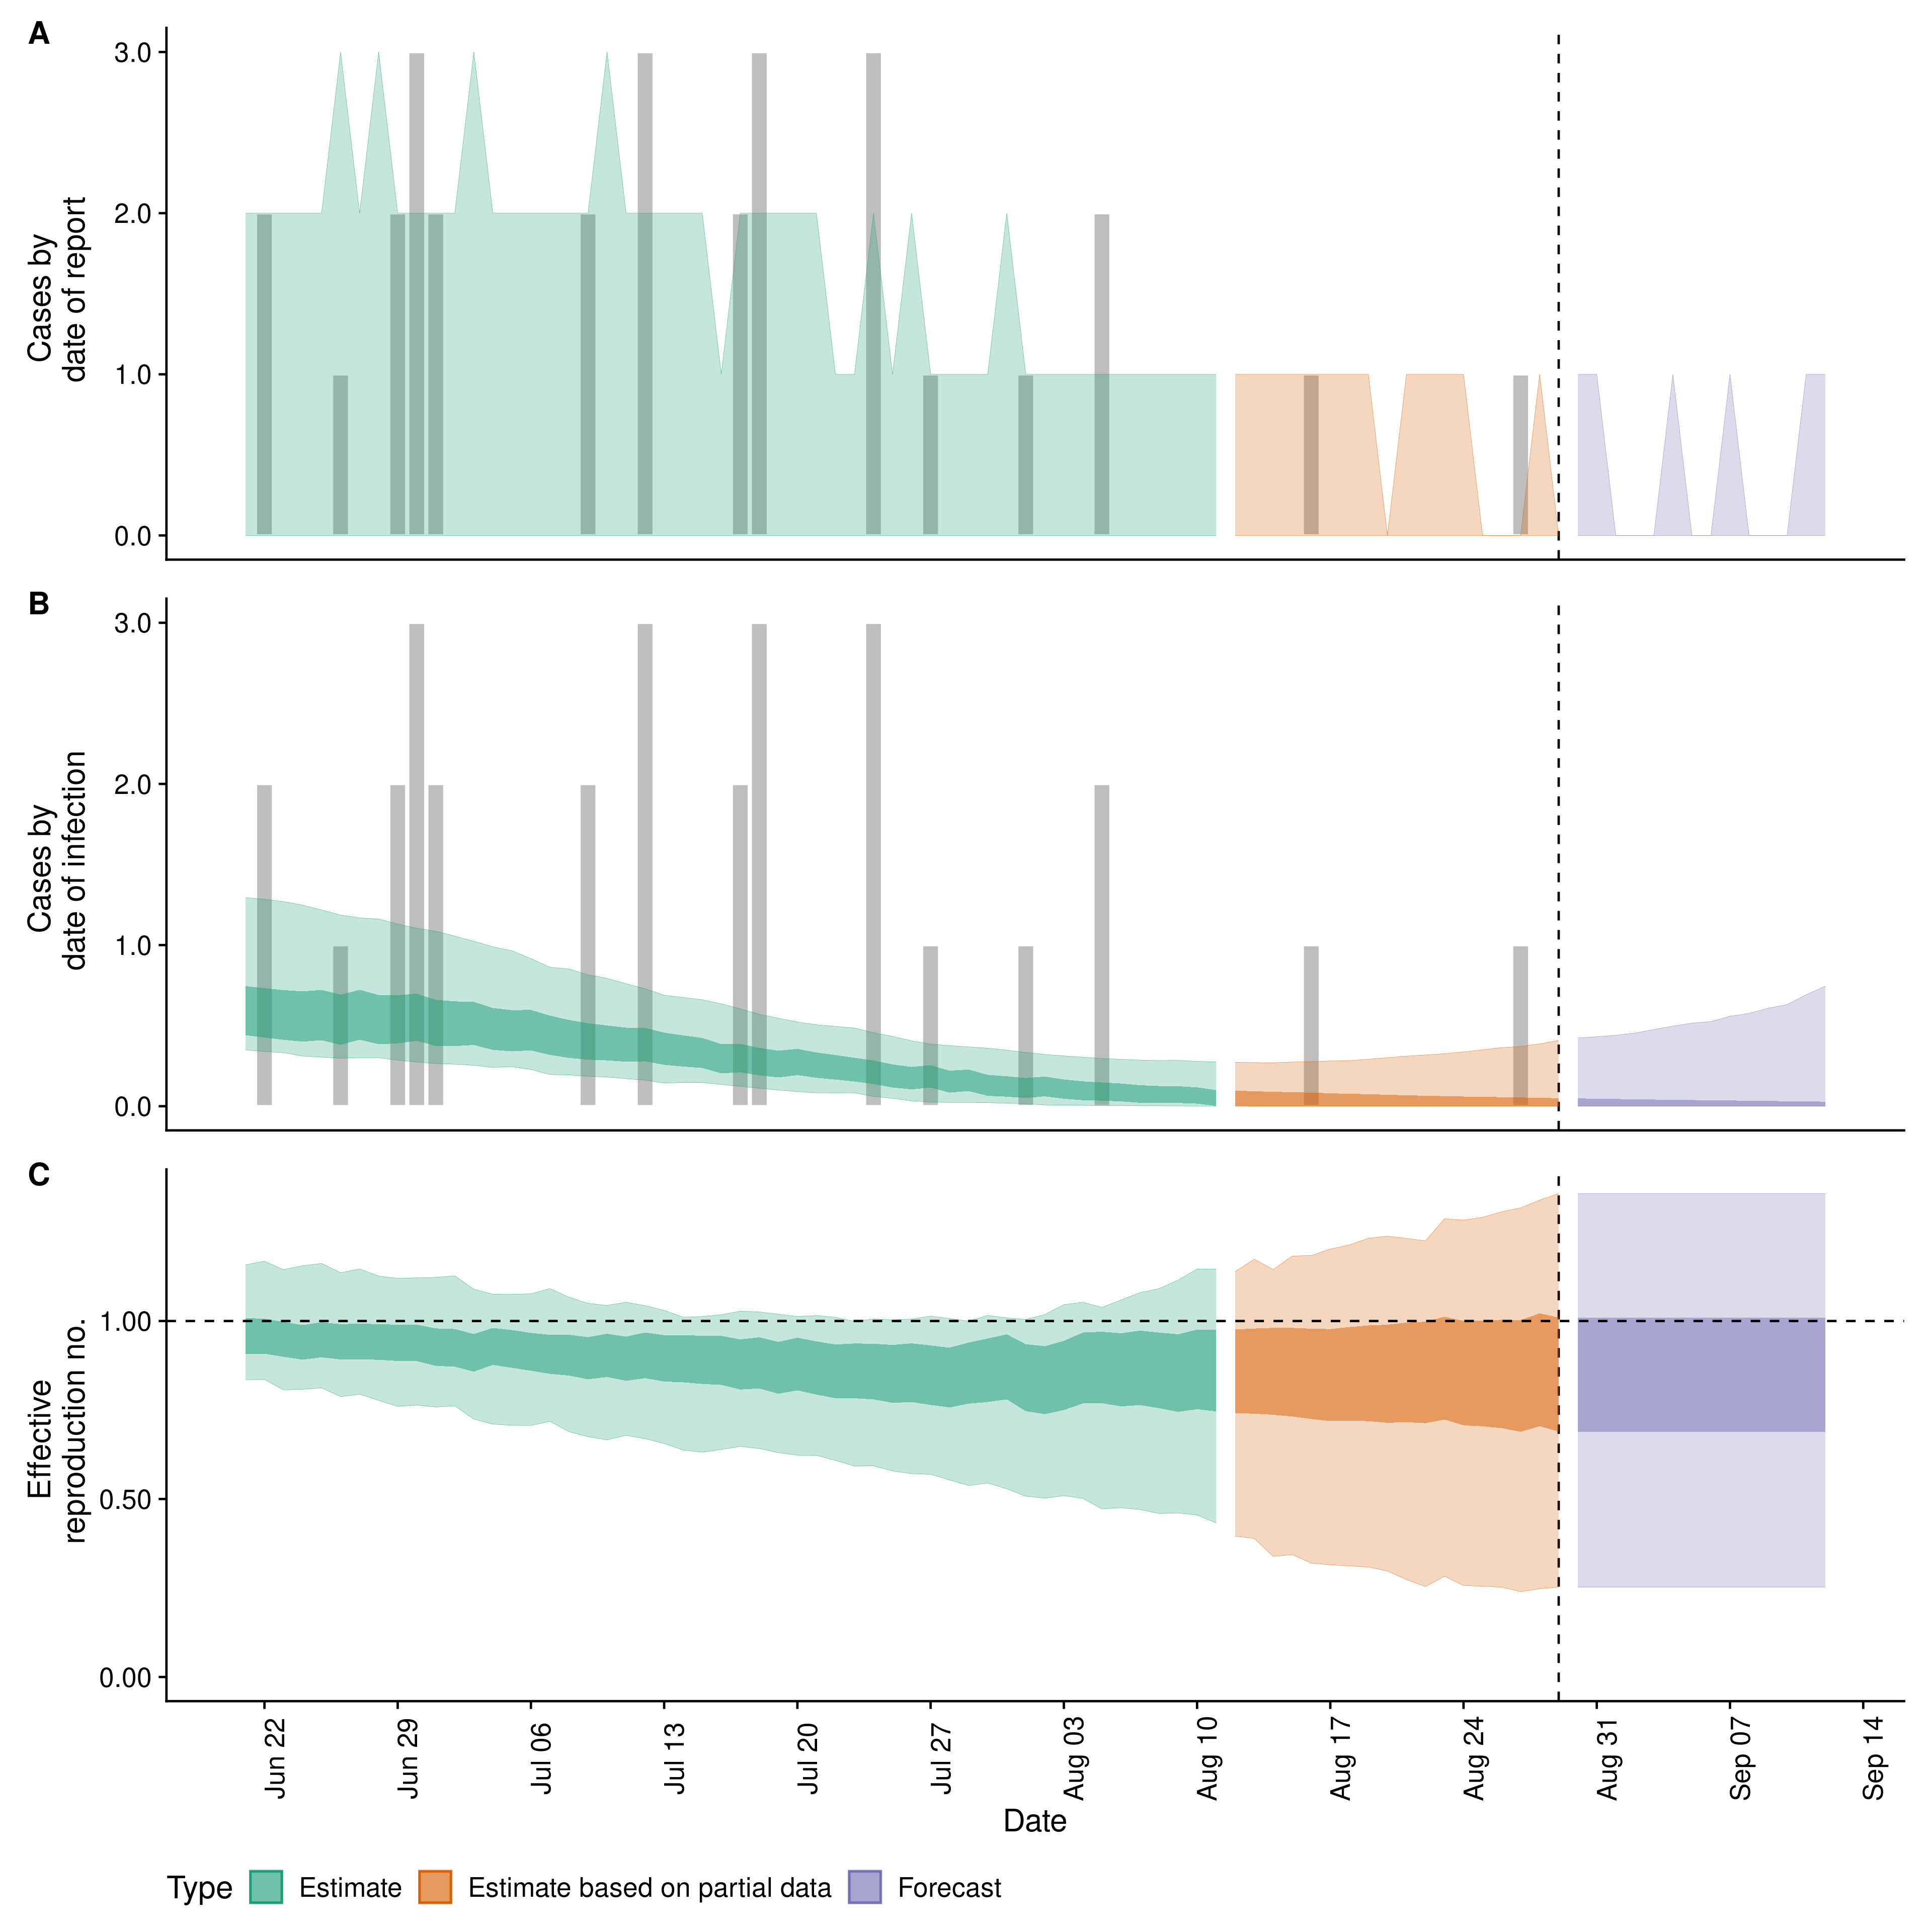 A
Cases by
date of report
3.0
2.0
1.0
0.0
B
Cases by
date of infection
3.0
2.0
1.0
0.0
C
Effective
reproduction no.
1.00
0.50
0.00
Jun 22
Jun 29
Jul 06
Jul 13
Jul 20
Jul 27
Aug 03
Aug 10
Aug 17
Aug 24
Aug 31
Sep 07
Sep 14
Date
Type Estimate Estimate based on partial data Forecast